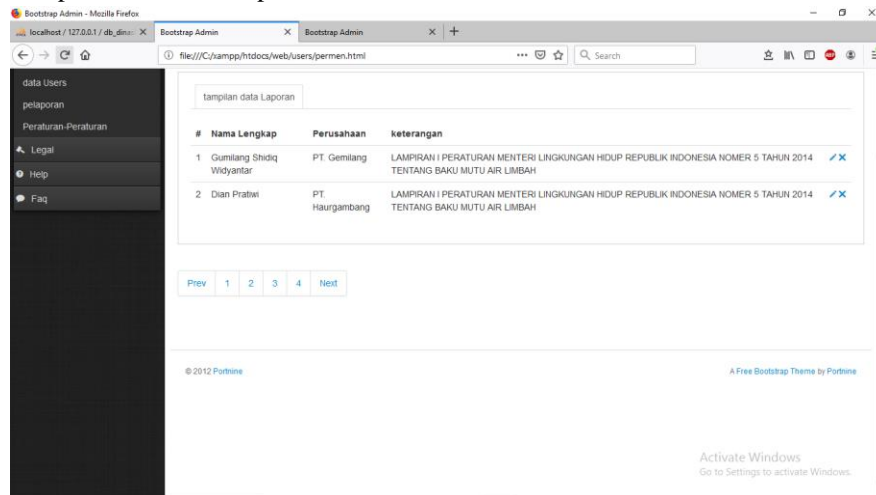 Bootstrap Admin - Mozilla Firefox
localhost / 127.0.0.1 / db_dinas
Bootstrap Admin
Bootstrap Admin
file:///C:/xampp/htdocs/web/users/permen.html
Search
data Users
pelaporan
Peraturan-Peraturan
Legal
Help
Faq
tampilan data Laporan
# Nama Lengkap Perusahaan keterangan
1 Gumilang Shidiq PT. Gemilang LAMPIRAN I PERATURAN MENTERI LINGKUNGAN HIDUP REPUBLIK INDONESIA NOMER 5 TAHUN 2014
Widyantar TENTANG BAKU MUTU AIR LIMBAH
2 Dian Pratiwi PT. LAMPIRAN I PERATURAN MENTERI LINGKUNGAN HIDUP REPUBLIK INDONESIA NOMER 5 TAHUN 2014
Haurgambang TENTANG BAKU MUTU AIR LIMBAH
Prev 1 2 3 4 Next
© 2012 Portnine
A Free Bootstrap Theme by Portnine
Activate Windows
Go to Settings to activate Windows.